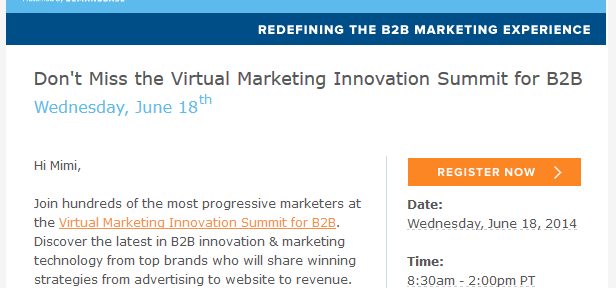 REDEFINING THE B2B MARKETING EXPERIENCE
Don't Miss the Virtual Marketing Innovation Summit for B2B
Wednesday, June 18th
Hi Mimi,
Join hundreds of the most progressive marketers at
the Virtual Marketing Innovation Summit for B2B.
Discover the latest in B2B innovation & marketing
technology from top brands who will share winning
strategies from advertising to website to revenue.
REGISTER NOW
Date:
Wednesday, June 18, 2014
Time:
8:30am - 2:00pm PT